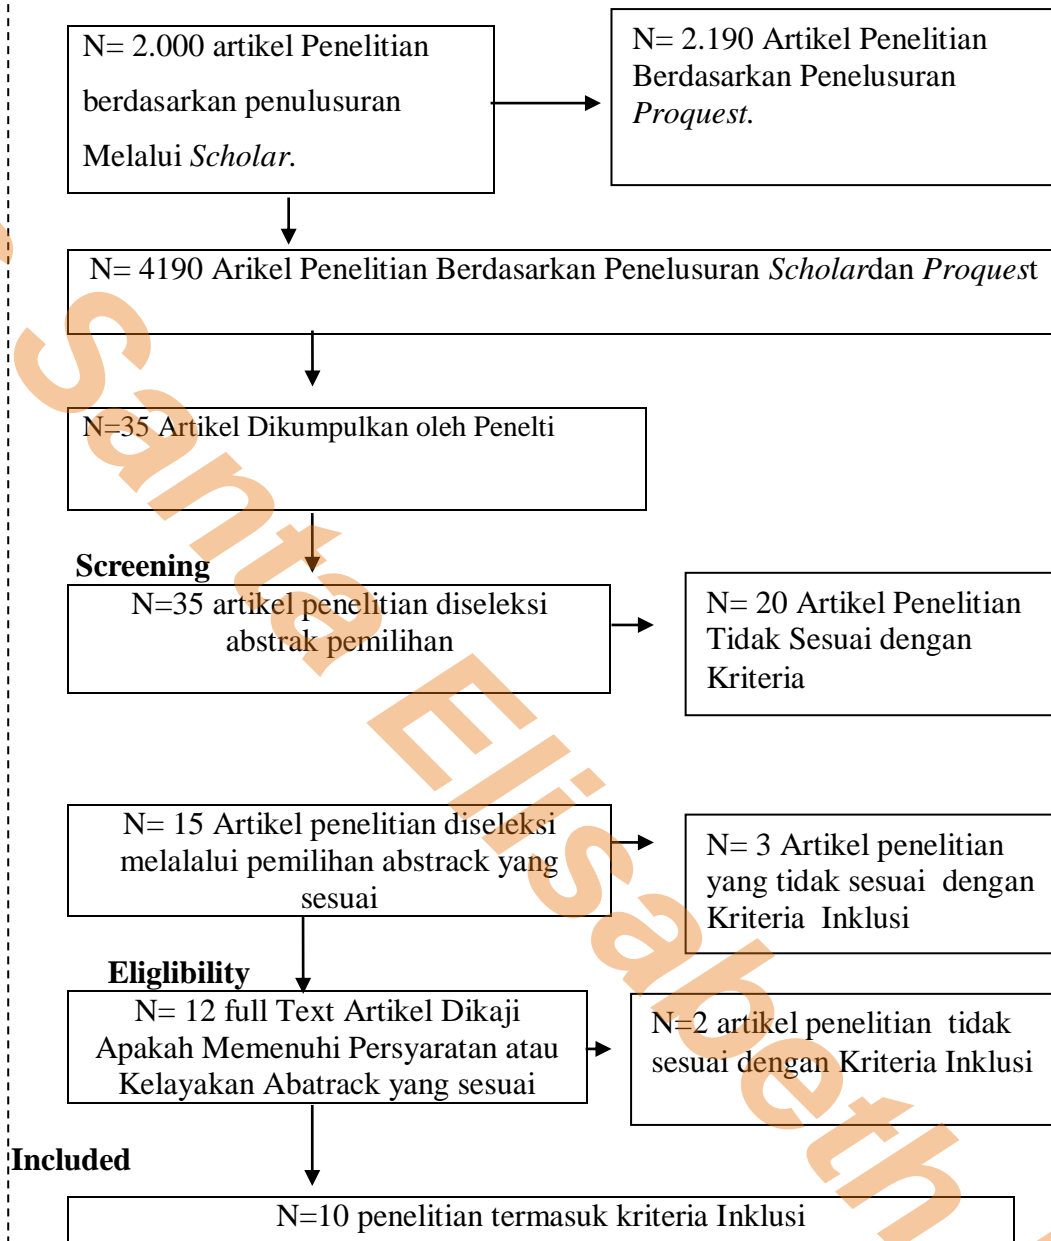 N= 2.000 artikel Penelitian
berdasarkan penulusuran
Melalui Scholar.
N= 2.190 Artikel Penelitian
Berdasarkan Penelusuran
Proquest.
N= 4190 Arikel Penelitian Berdasarkan Penelusuran Scholardan Proquest
N=35 Artikel Dikumpulkan oleh Penelti
Screening
N=35 artikel penelitian diseleksi
abstrak pemilihan
N= 20 Artikel Penelitian
Tidak Sesuai dengan
Kriteria
N= 15 Artikel penelitian diseleksi
melalalui pemilihan abstrack yang
sesuai
N= 3 Artikel penelitian
yang tidak sesuai dengan
Kriteria Inklusi
Eliglibility
N= 12 full Text Artikel Dikaji
Apakah Memenuhi Persyaratan atau
Kelayakan Abatrack yang sesuai
N=2 artikel penelitian tidak
sesuai dengan Kriteria Inklusi
Included
N=10 penelitian termasuk kriteria Inklusi
Santa Elisabeth